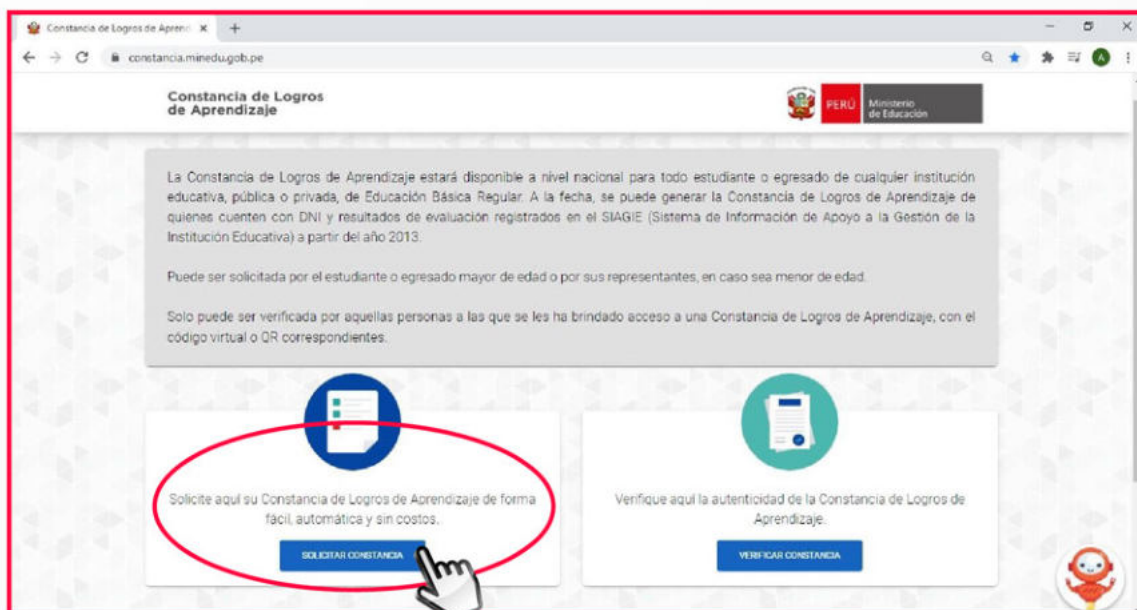 Constancia de Logros de Apren
constancia.minedu.gob.pe
A
Constancia de Logros
de Aprendizaje
PERÚ
Ministerio
de Educación
La Constancia de Logros de Aprendizaje estará disponible a nivel nacional para todo estudiante o egresado de cualquier institución
educativa, pública o privada, de Educación Básica Regular. A la fecha, se puede generar la Constancia de Logros de Aprendizaje de
quienes cuenten con DNI y resultados de evaluación registrados en el SIAGIE (Sistema de Información de Apoyo a la Gestión de la
Institución Educativa) a partir del año 2013.
Puede ser solicitada por el estudiante o egresado mayor de edad o por sus representantes, en caso sea menor de edad.
Solo puede ser verificada por aquellas personas a las que se les ha brindado acceso a una Constancia de Logros de Aprendizaje, con el
código virtual o QR correspondientes.
Solicite aquí su Constancia de Logros de Aprendizaje de forma
fácil, automática y sin costos.
SOLICITAR CONSTANCIA
Verifique aquí la autenticidad de la Constancia de Logros de
Aprendizaje.
VERIFICAR CONSTANCIA